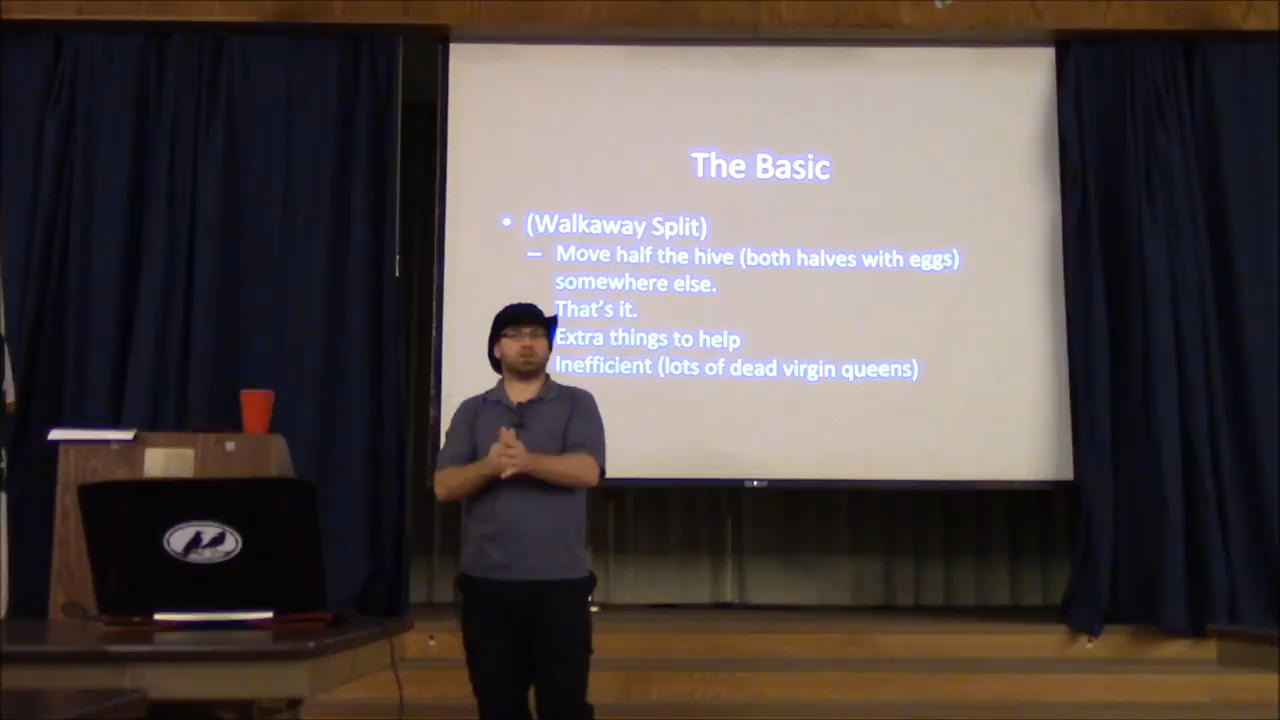 The Basic
• (Walkaway Split)
– Move half the hive (both halves with eggs)
somewhere else.
That's it.
Extra things to help
Inefficient (lots of dead virgin queens)